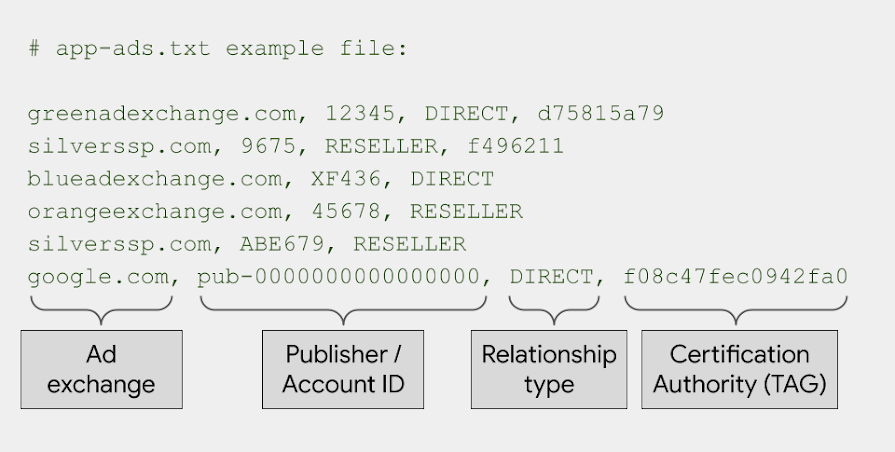 # app-ads.txt example file:
greenadexchange.com, 12345, DIRECT, d75815a79
silverssp.com, 9675, RESELLER, f496211
blueadexchange.com, XF436, DIRECT
orangeexchange.com, 45678, RESELLER
silverssp.com, ABE679, RESELLER
google.com, pub-0000000000000000, DIRECT, f08c47fec0942fa0
Ad
exchange
Publisher /
Account ID
Relationship
type
Certification
Authority (TAG)